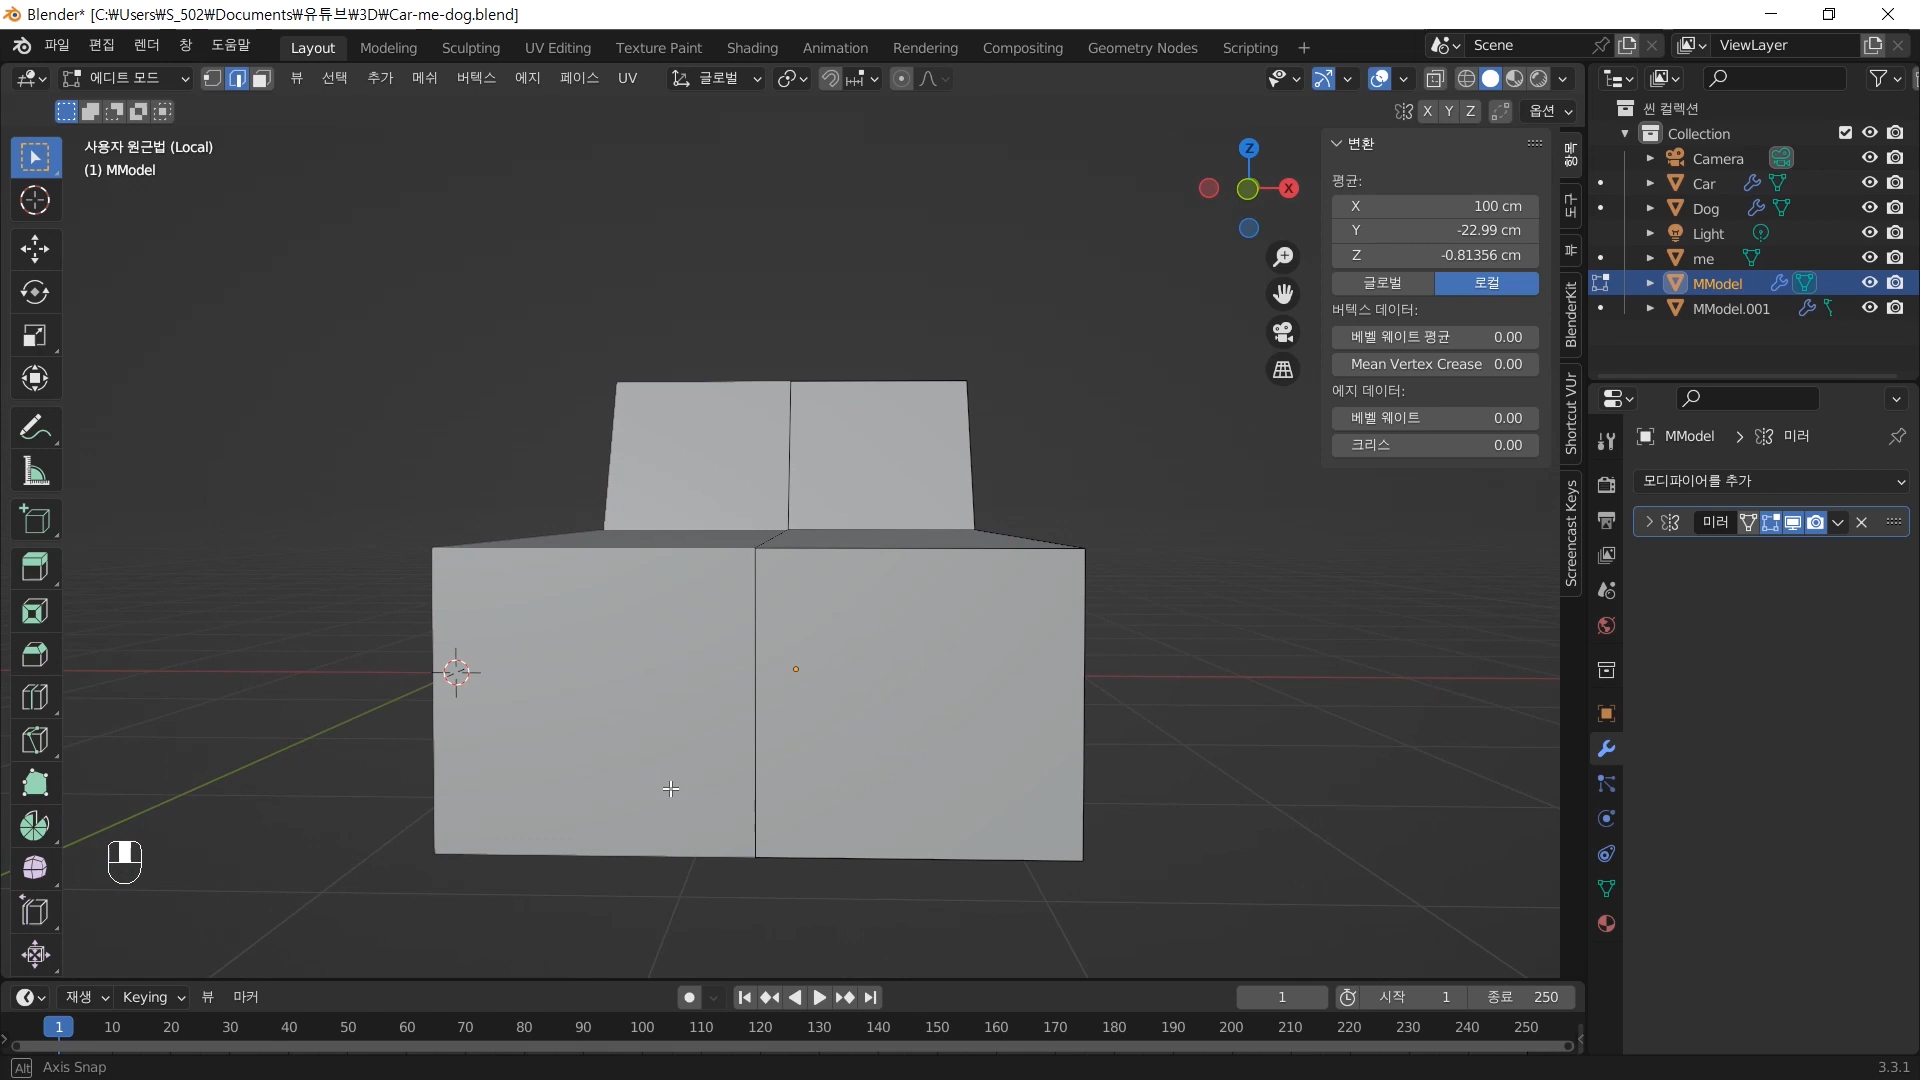 Blender* [C:₩Users₩S_502₩Documents₩유튜브₩3D₩Car-me-dog.blend]
파일 편집 렌더 창 도움말 Layout Modeling Sculpting UV Editing Texture Paint Shading Animation Rendering Compositing Geometry Nodes Scripting + Scene ViewLayer
에디트 모드 뷰 선택 추가 메쉬 버텍스 에지 페이스 UV 글로벌
X Y Z 옵션
사용자 원근법 (Local)
(1) MModel
Z
X
변환
평균:
X 100 cm
Y -22.99 cm
Z -0.81356 cm
글로벌 로컬
버텍스 데이터:
베벨 웨이트 평균 0.00
Mean Vertex Crease 0.00
에지 데이터:
베벨 웨이트 0.00
크리스 0.00
항목
도구
뷰
BlenderKit
Shortcut VUr
Screencast Keys
씬 컬렉션
Collection
Camera
Car
Dog
Light
me
MModel
MModel.001
MModel > 미러
모디파이어를 추가
미러
재생 Keying 뷰 마커 1 시작 1 종료 250
1 10 20 30 40 50 60 70 80 90 100 110 120 130 140 150 160 170 180 190 200 210 220 230 240 250
Alt Axis Snap 3.3.1